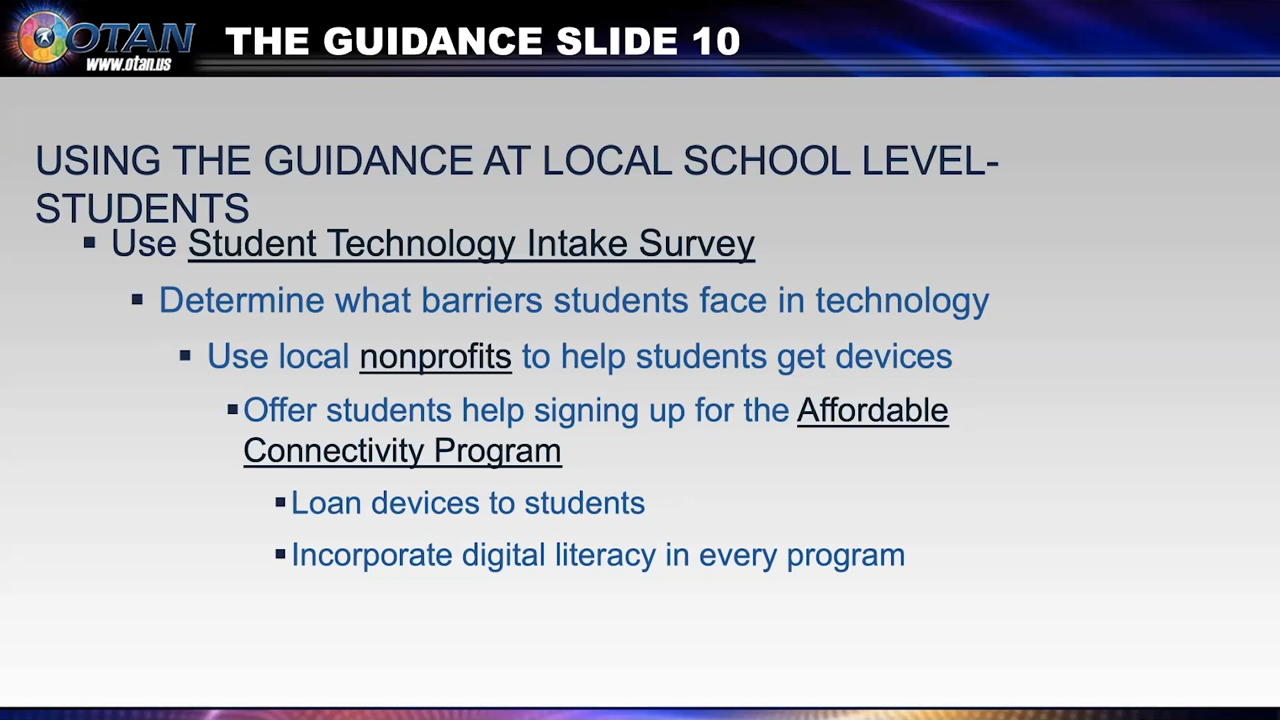 OTAN
www.otan.us
THE GUIDANCE SLIDE 10
USING THE GUIDANCE AT LOCAL SCHOOL LEVEL-
STUDENTS
▪ Use Student Technology Intake Survey
▪ Determine what barriers students face in technology
▪ Use local nonprofits to help students get devices
▪Offer students help signing up for the Affordable
Connectivity Program
▪Loan devices to students
▪Incorporate digital literacy in every program